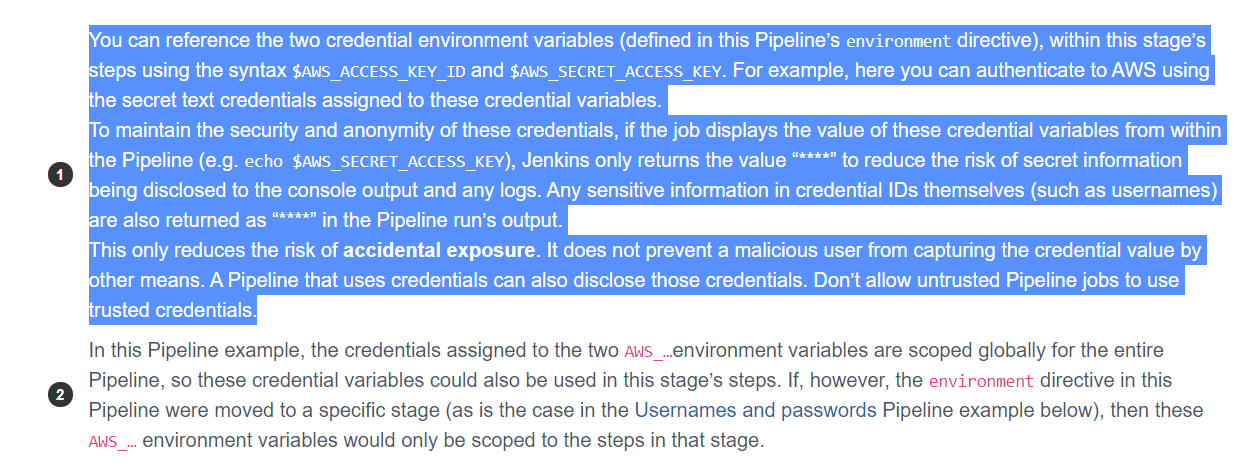 You can reference the two credential environment variables (defined in this Pipeline’s environment directive), within this stage’s
steps using the syntax $AWS_ACCESS_KEY_ID and $AWS_SECRET_ACCESS_KEY. For example, here you can authenticate to AWS using
the secret text credentials assigned to these credential variables.
To maintain the security and anonymity of these credentials, if the job displays the value of these credential variables from within
1 the Pipeline (e.g. echo $AWS_SECRET_ACCESS_KEY), Jenkins only returns the value “****” to reduce the risk of secret information
being disclosed to the console output and any logs. Any sensitive information in credential IDs themselves (such as usernames)
are also returned as “****” in the Pipeline run’s output.
This only reduces the risk of accidental exposure. It does not prevent a malicious user from capturing the credential value by
other means. A Pipeline that uses credentials can also disclose those credentials. Don’t allow untrusted Pipeline jobs to use
trusted credentials.
In this Pipeline example, the credentials assigned to the two AWS_…environment variables are scoped globally for the entire
2 Pipeline, so these credential variables could also be used in this stage’s steps. If, however, the environment directive in this
Pipeline were moved to a specific stage (as is the case in the Usernames and passwords Pipeline example below), then these
AWS_… environment variables would only be scoped to the steps in that stage.